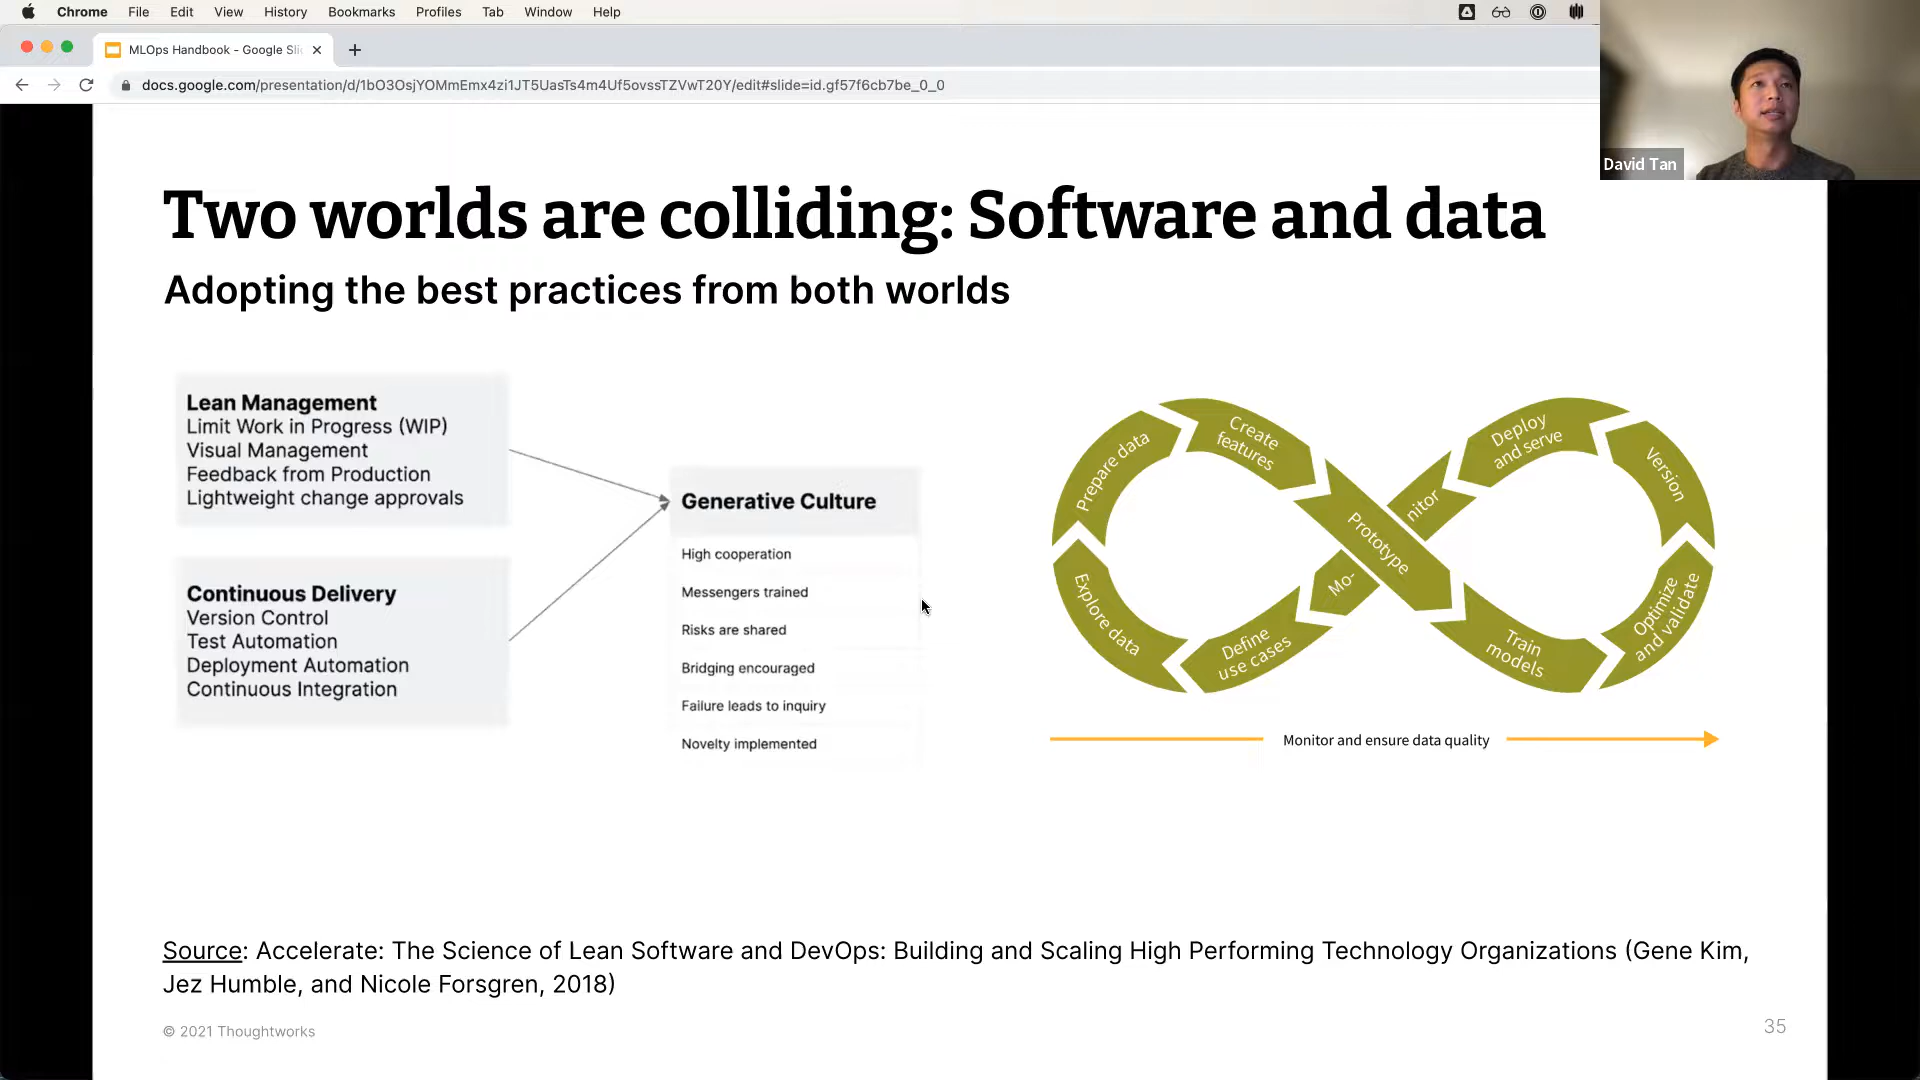 Chrome File Edit View History Bookmarks Profiles Tab Window Help
MLOps Handbook - Google Sli
docs.google.com/presentation/d/1bO3OsjYOMmEmx4zi1JT5UasTs4m4Uf5ovssTZVwT20Y/edit#slide=id.gf57f6cb7be_0_0
David Tan
Two worlds are colliding: Software and data
Adopting the best practices from both worlds
Lean Management
Limit Work in Progress (WIP)
Visual Management
Feedback from Production
Lightweight change approvals
Continuous Delivery
Version Control
Test Automation
Deployment Automation
Continuous Integration
Generative Culture
High cooperation
Messengers trained
Risks are shared
Bridging encouraged
Failure leads to inquiry
Novelty implemented
Define
use cases
Explore data
Prepare data
Create
features
Prototype
Train
models
Optimize
and validate
Version
Deploy
and serve
Mo-
nitor
Monitor and ensure data quality
Source: Accelerate: The Science of Lean Software and DevOps: Building and Scaling High Performing Technology Organizations (Gene Kim,
Jez Humble, and Nicole Forsgren, 2018)
© 2021 Thoughtworks
35